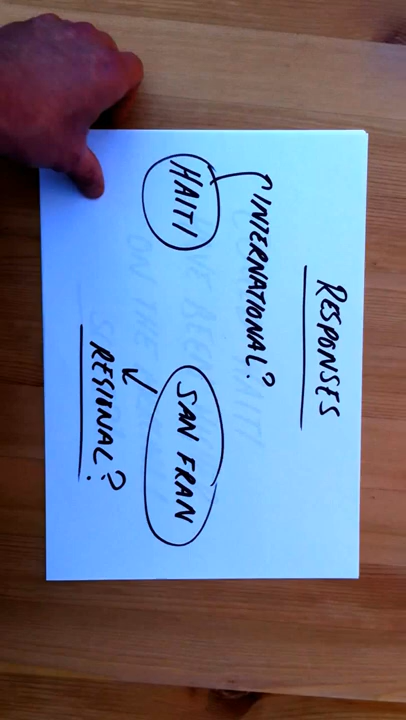 RESPONSES
INTERNATIONAL?
HAITI
SAN FRAN
REGIONAL?